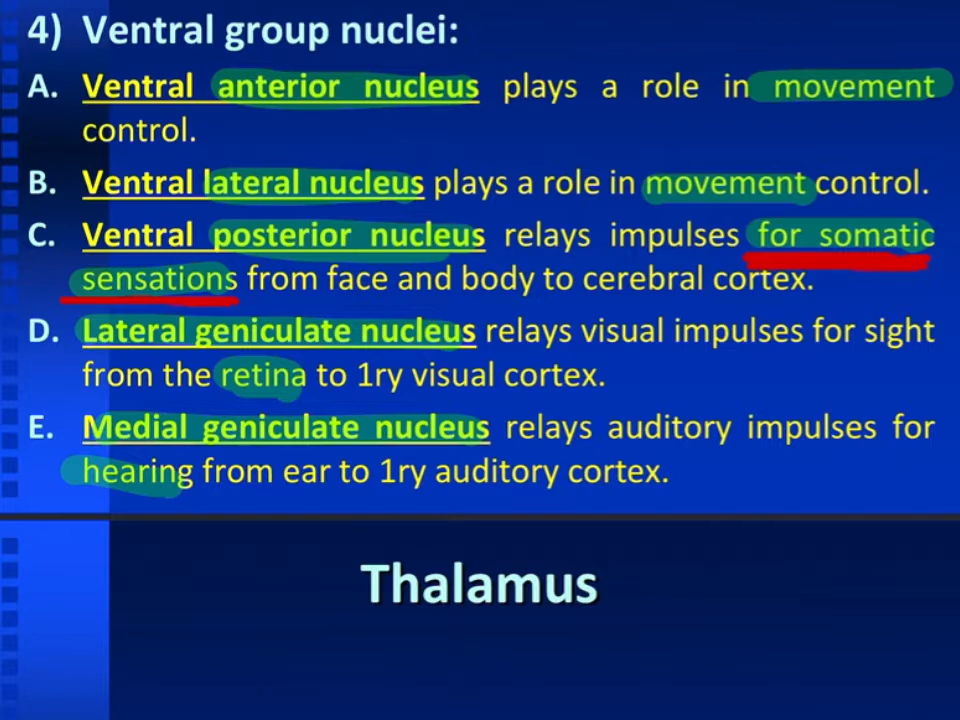 4) Ventral group nuclei:
A. Ventral anterior nucleus plays a role in movement
control.
B. Ventral lateral nucleus plays a role in movement control.
C. Ventral posterior nucleus relays impulses for somatic
sensations from face and body to cerebral cortex.
D. Lateral geniculate nucleus relays visual impulses for sight
from the retina to 1ry visual cortex.
E. Medial geniculate nucleus relays auditory impulses for
hearing from ear to 1ry auditory cortex.
Thalamus